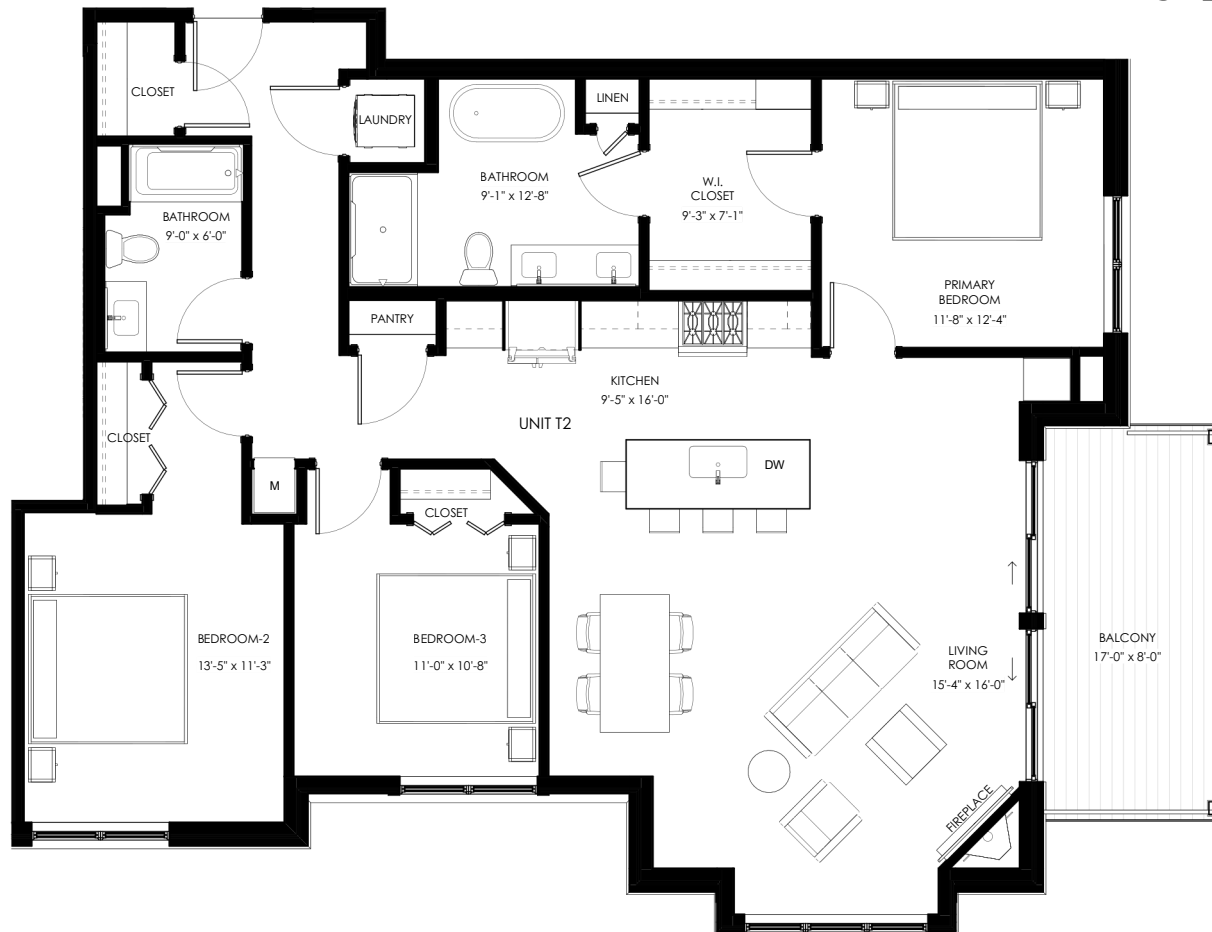 CLOSET
LAUNDRY
LINEN
BATHROOM
9'-1" x 12'-8"
W.I.
CLOSET
9'-3" x 7'-1"
BATHROOM
9'-0" x 6'-0"
PRIMARY
BEDROOM
11'-8" x 12'-4"
PANTRY
KITCHEN
9'-5" x 16'-0"
UNIT T2
CLOSET
M
DW
CLOSET
BEDROOM-2
13'-5" x 11'-3"
BEDROOM-3
11'-0" x 10'-8"
LIVING
ROOM
15'-4" x 16'-0"
BALCONY
17'-0" x 8'-0"
FIREPLACE